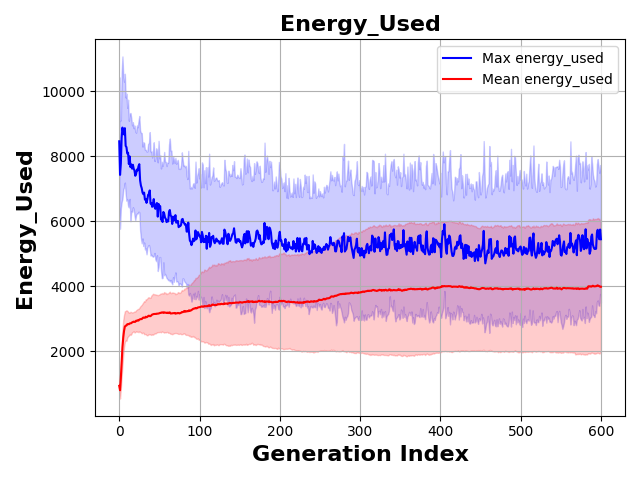 Energy_Used
Max energy_used
Mean energy_used
Energy_Used
10000
8000
6000
4000
2000
0 100 200 300 400 500 600
Generation Index